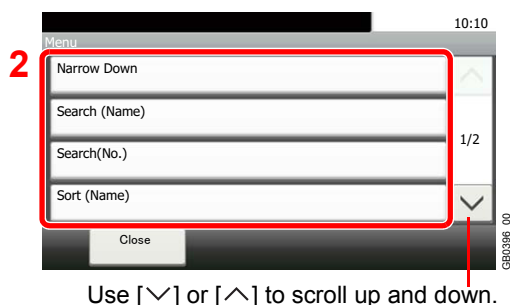 10:10
Menu
2
Narrow Down
Search (Name)
1/2
Search(No.)
Sort (Name)
Close
GB0396_00
Use [∨] or [∧] to scroll up and down.